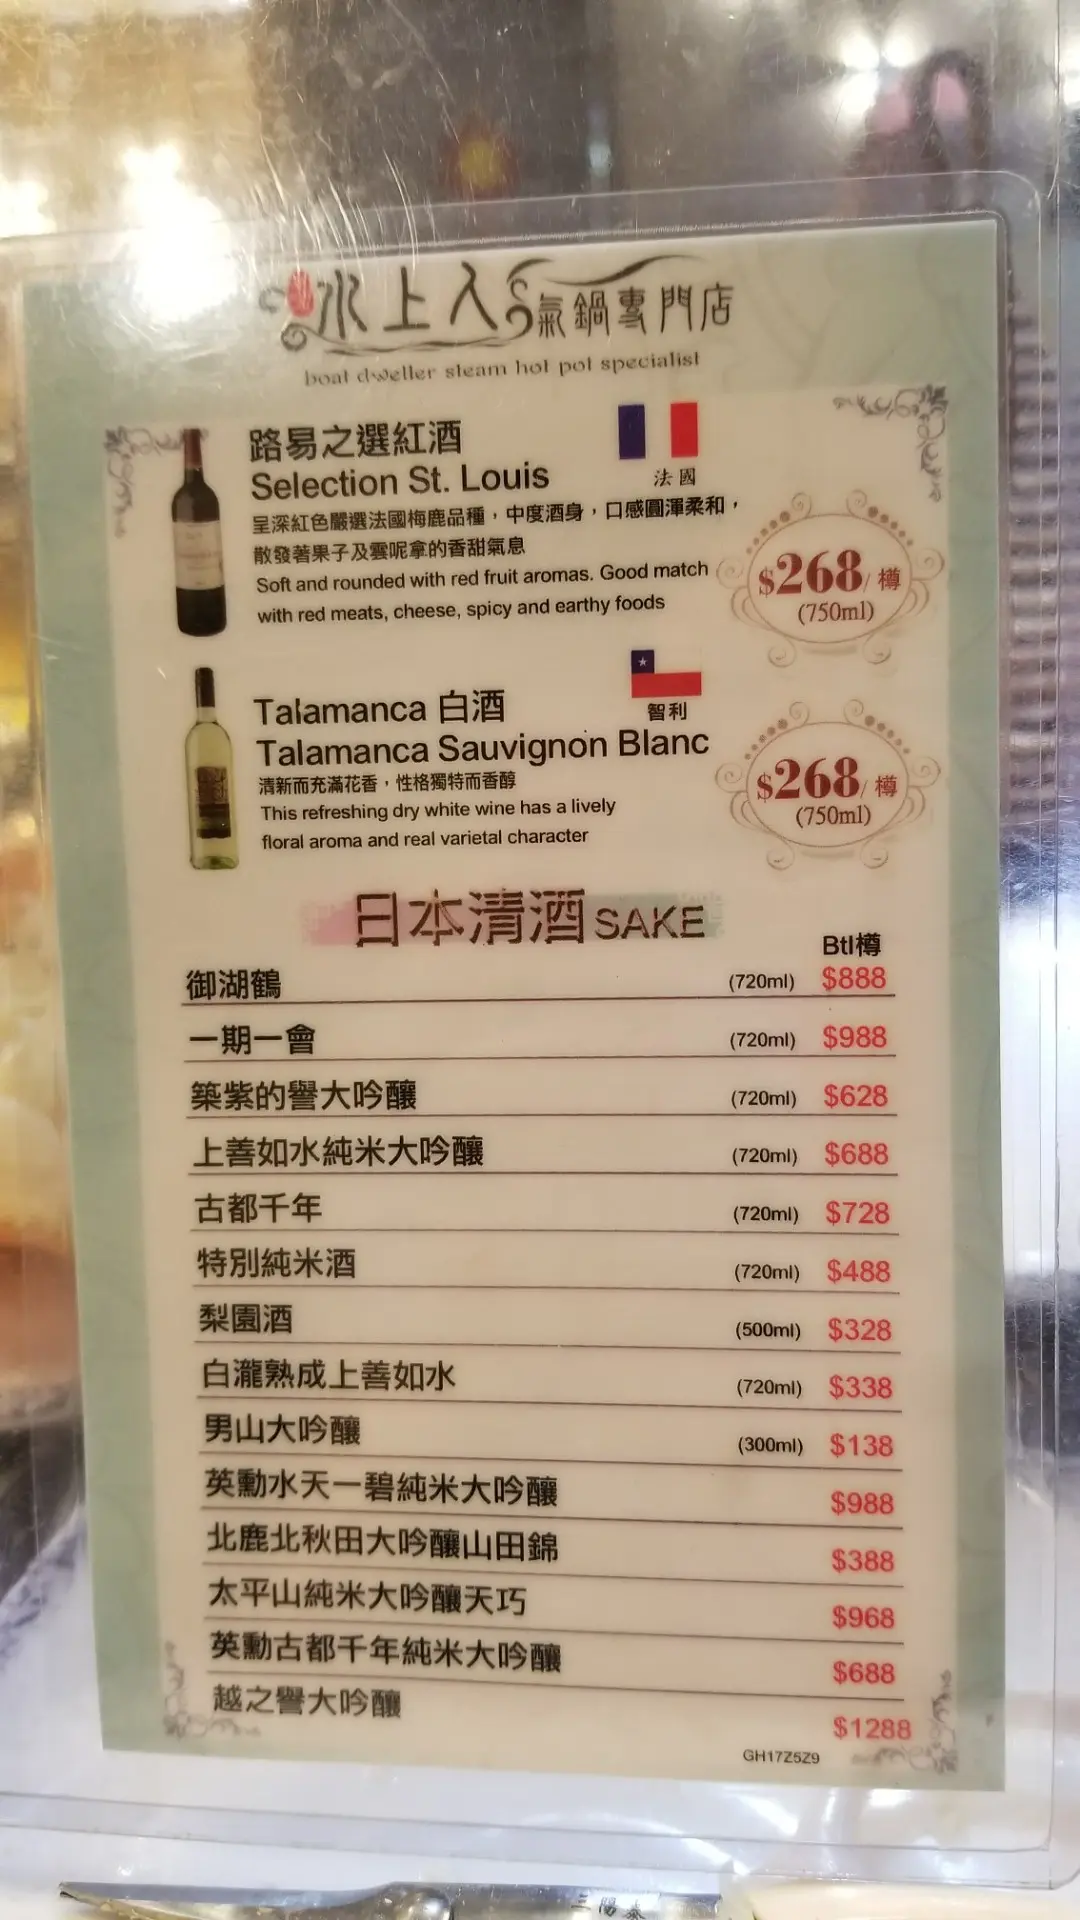 水上人氣鍋專門店
boat dweller steam hot pot specialist
路易之選紅酒
Selection St. Louis
法國
呈深紅色嚴選法國梅鹿品種，中度酒身，口感圓渾柔和，
散發著果子及雲呢拿的香甜氣息
Soft and rounded with red fruit aromas. Good match
with red meats, cheese, spicy and earthy foods
$268/樽
(750ml)
Talamanca 白酒
智利
Talamanca Sauvignon Blanc
清新而充滿花香，性格獨特而香醇
This refreshing dry white wine has a lively
floral aroma and real varietal character
$268/樽
(750ml)
日本清酒 SAKE
Btl樽
御湖鶴 (720ml) $888
一期一會 (720ml) $988
築紫的譽大吟釀 (720ml) $628
上善如水純米大吟釀 (720ml) $688
古都千年 (720ml) $728
特別純米酒 (720ml) $488
梨園酒 (500ml) $328
白瀧熟成上善如水 (720ml) $338
男山大吟釀 (300ml) $138
英勳水天一碧純米大吟釀 $988
北鹿北秋田大吟釀山田錦 $388
太平山純米大吟釀天巧 $968
英勳古都千年純米大吟釀 $688
越之譽大吟釀 $1288
GH17Z5Z9
三陽泰